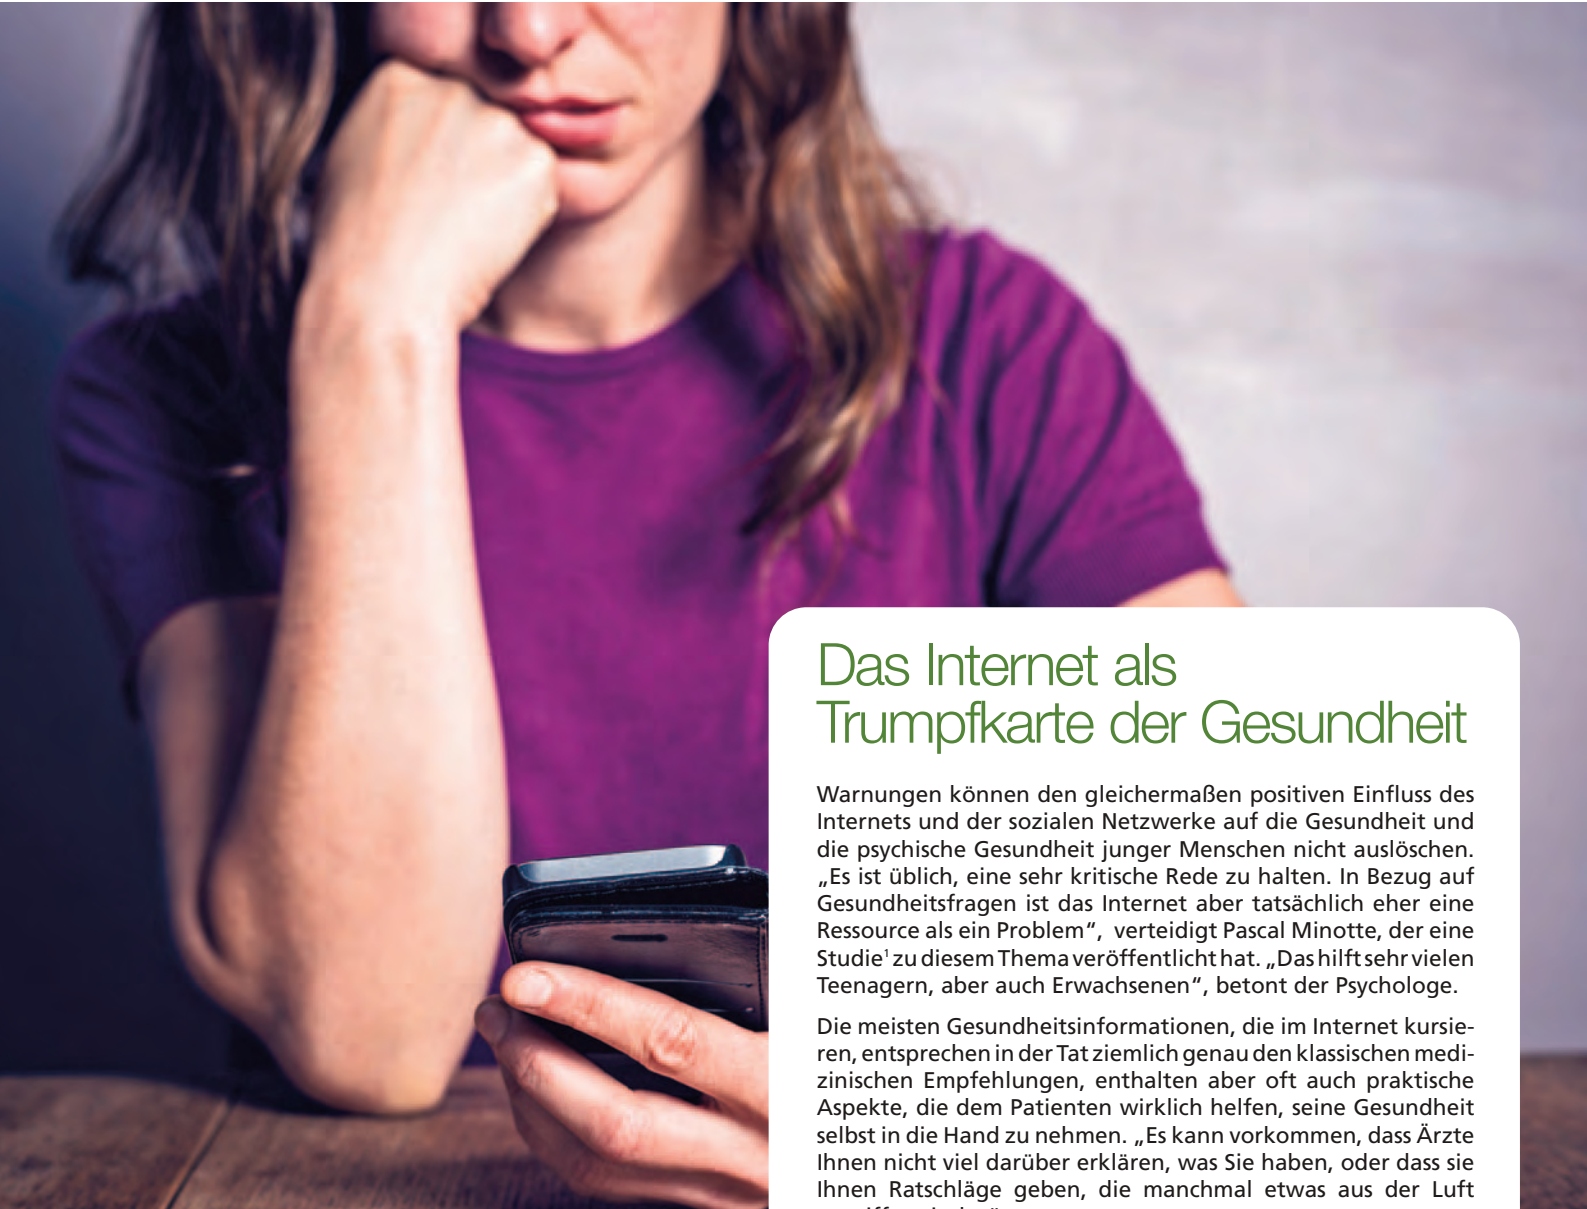 Das Internet als
Trumpfkarte der Gesundheit
Warnungen können den gleichermaßen positiven Einfluss des
Internets und der sozialen Netzwerke auf die Gesundheit und
die psychische Gesundheit junger Menschen nicht auslöschen.
„Es ist üblich, eine sehr kritische Rede zu halten. In Bezug auf
Gesundheitsfragen ist das Internet aber tatsächlich eher eine
Ressource als ein Problem“, verteidigt Pascal Minotte, der eine
Studie¹ zu diesem Thema veröffentlicht hat. „Das hilft sehr vielen
Teenagern, aber auch Erwachsenen“, betont der Psychologe.
Die meisten Gesundheitsinformationen, die im Internet kursie-
ren, entsprechen in der Tat ziemlich genau den klassischen medi-
zinischen Empfehlungen, enthalten aber oft auch praktische
Aspekte, die dem Patienten wirklich helfen, seine Gesundheit
selbst in die Hand zu nehmen. „Es kann vorkommen, dass Ärzte
Ihnen nicht viel darüber erklären, was Sie haben, oder dass sie
Ihnen Ratschläge geben, die manchmal etwas aus der Luft